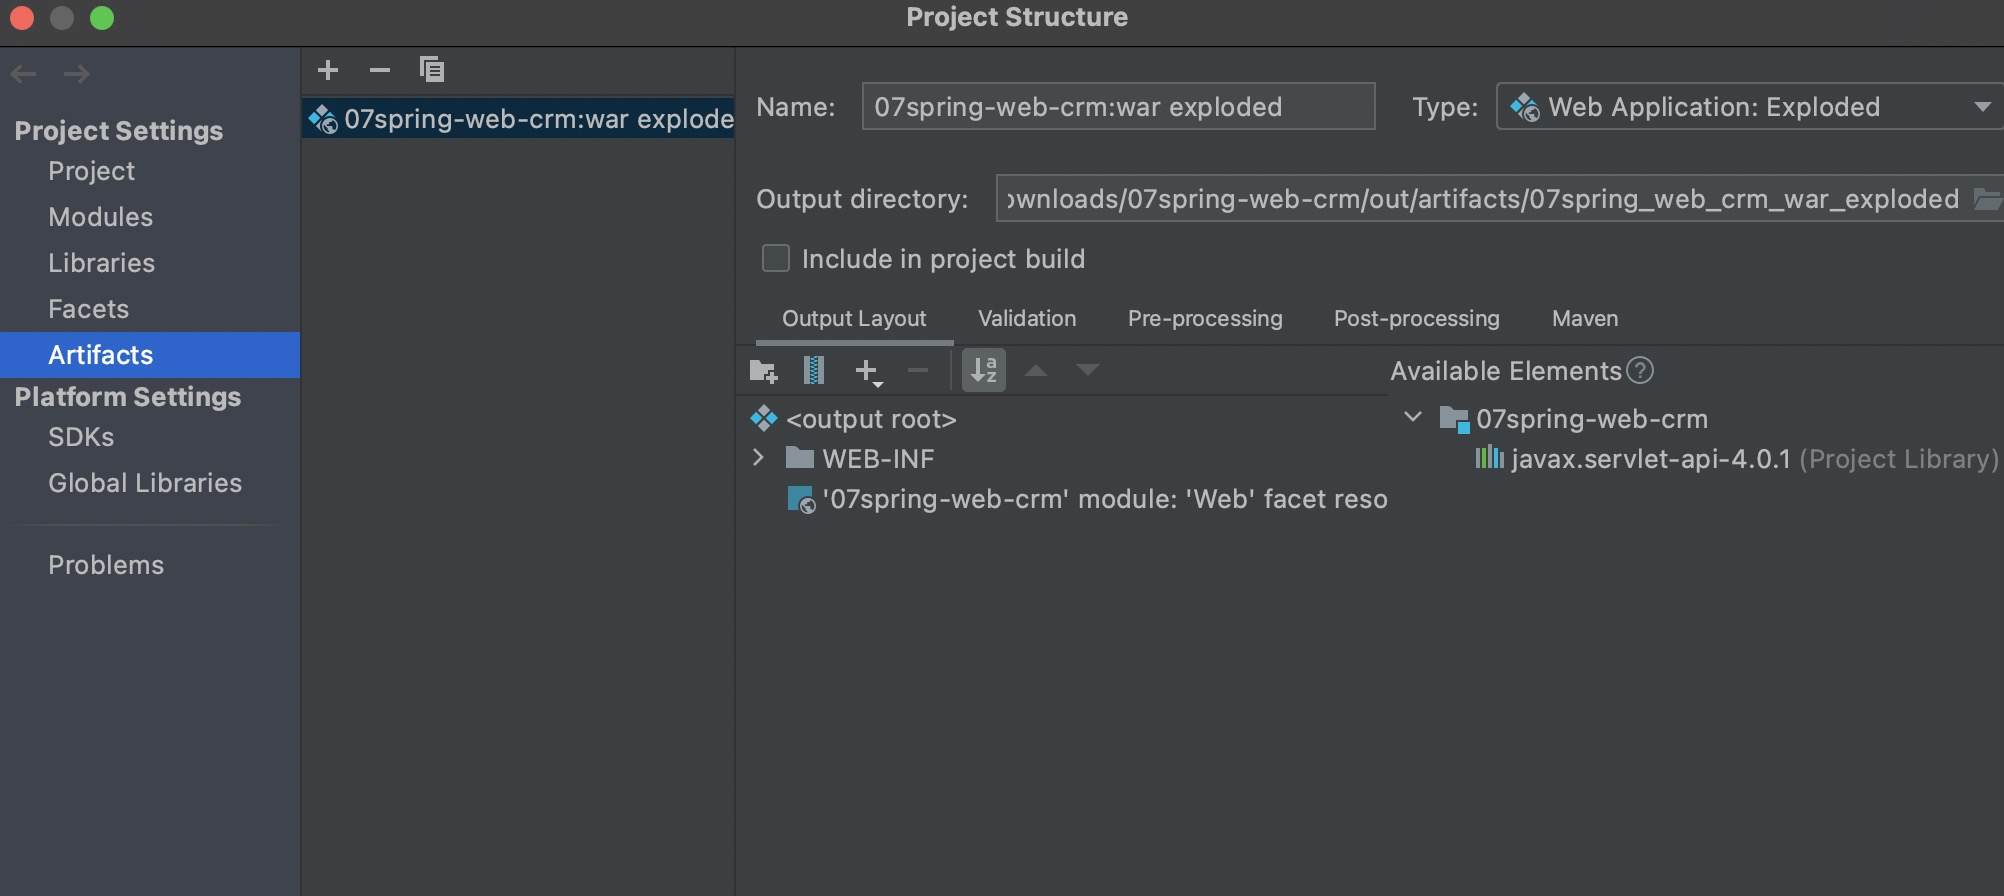 Project Structure
Project Settings
Project
Modules
Libraries
Facets
Artifacts
Platform Settings
SDKs
Global Libraries
Problems
07spring-web-crm:war explode
Name: 07spring-web-crm:war exploded Type: Web Application: Exploded
Output directory: ownloads/07spring-web-crm/out/artifacts/07spring_web_crm_war_exploded
Include in project build
Output Layout Validation Pre-processing Post-processing Maven
Available Elements ?
<output root>
WEB-INF
'07spring-web-crm' module: 'Web' facet reso
07spring-web-crm
javax.servlet-api-4.0.1 (Project Library)